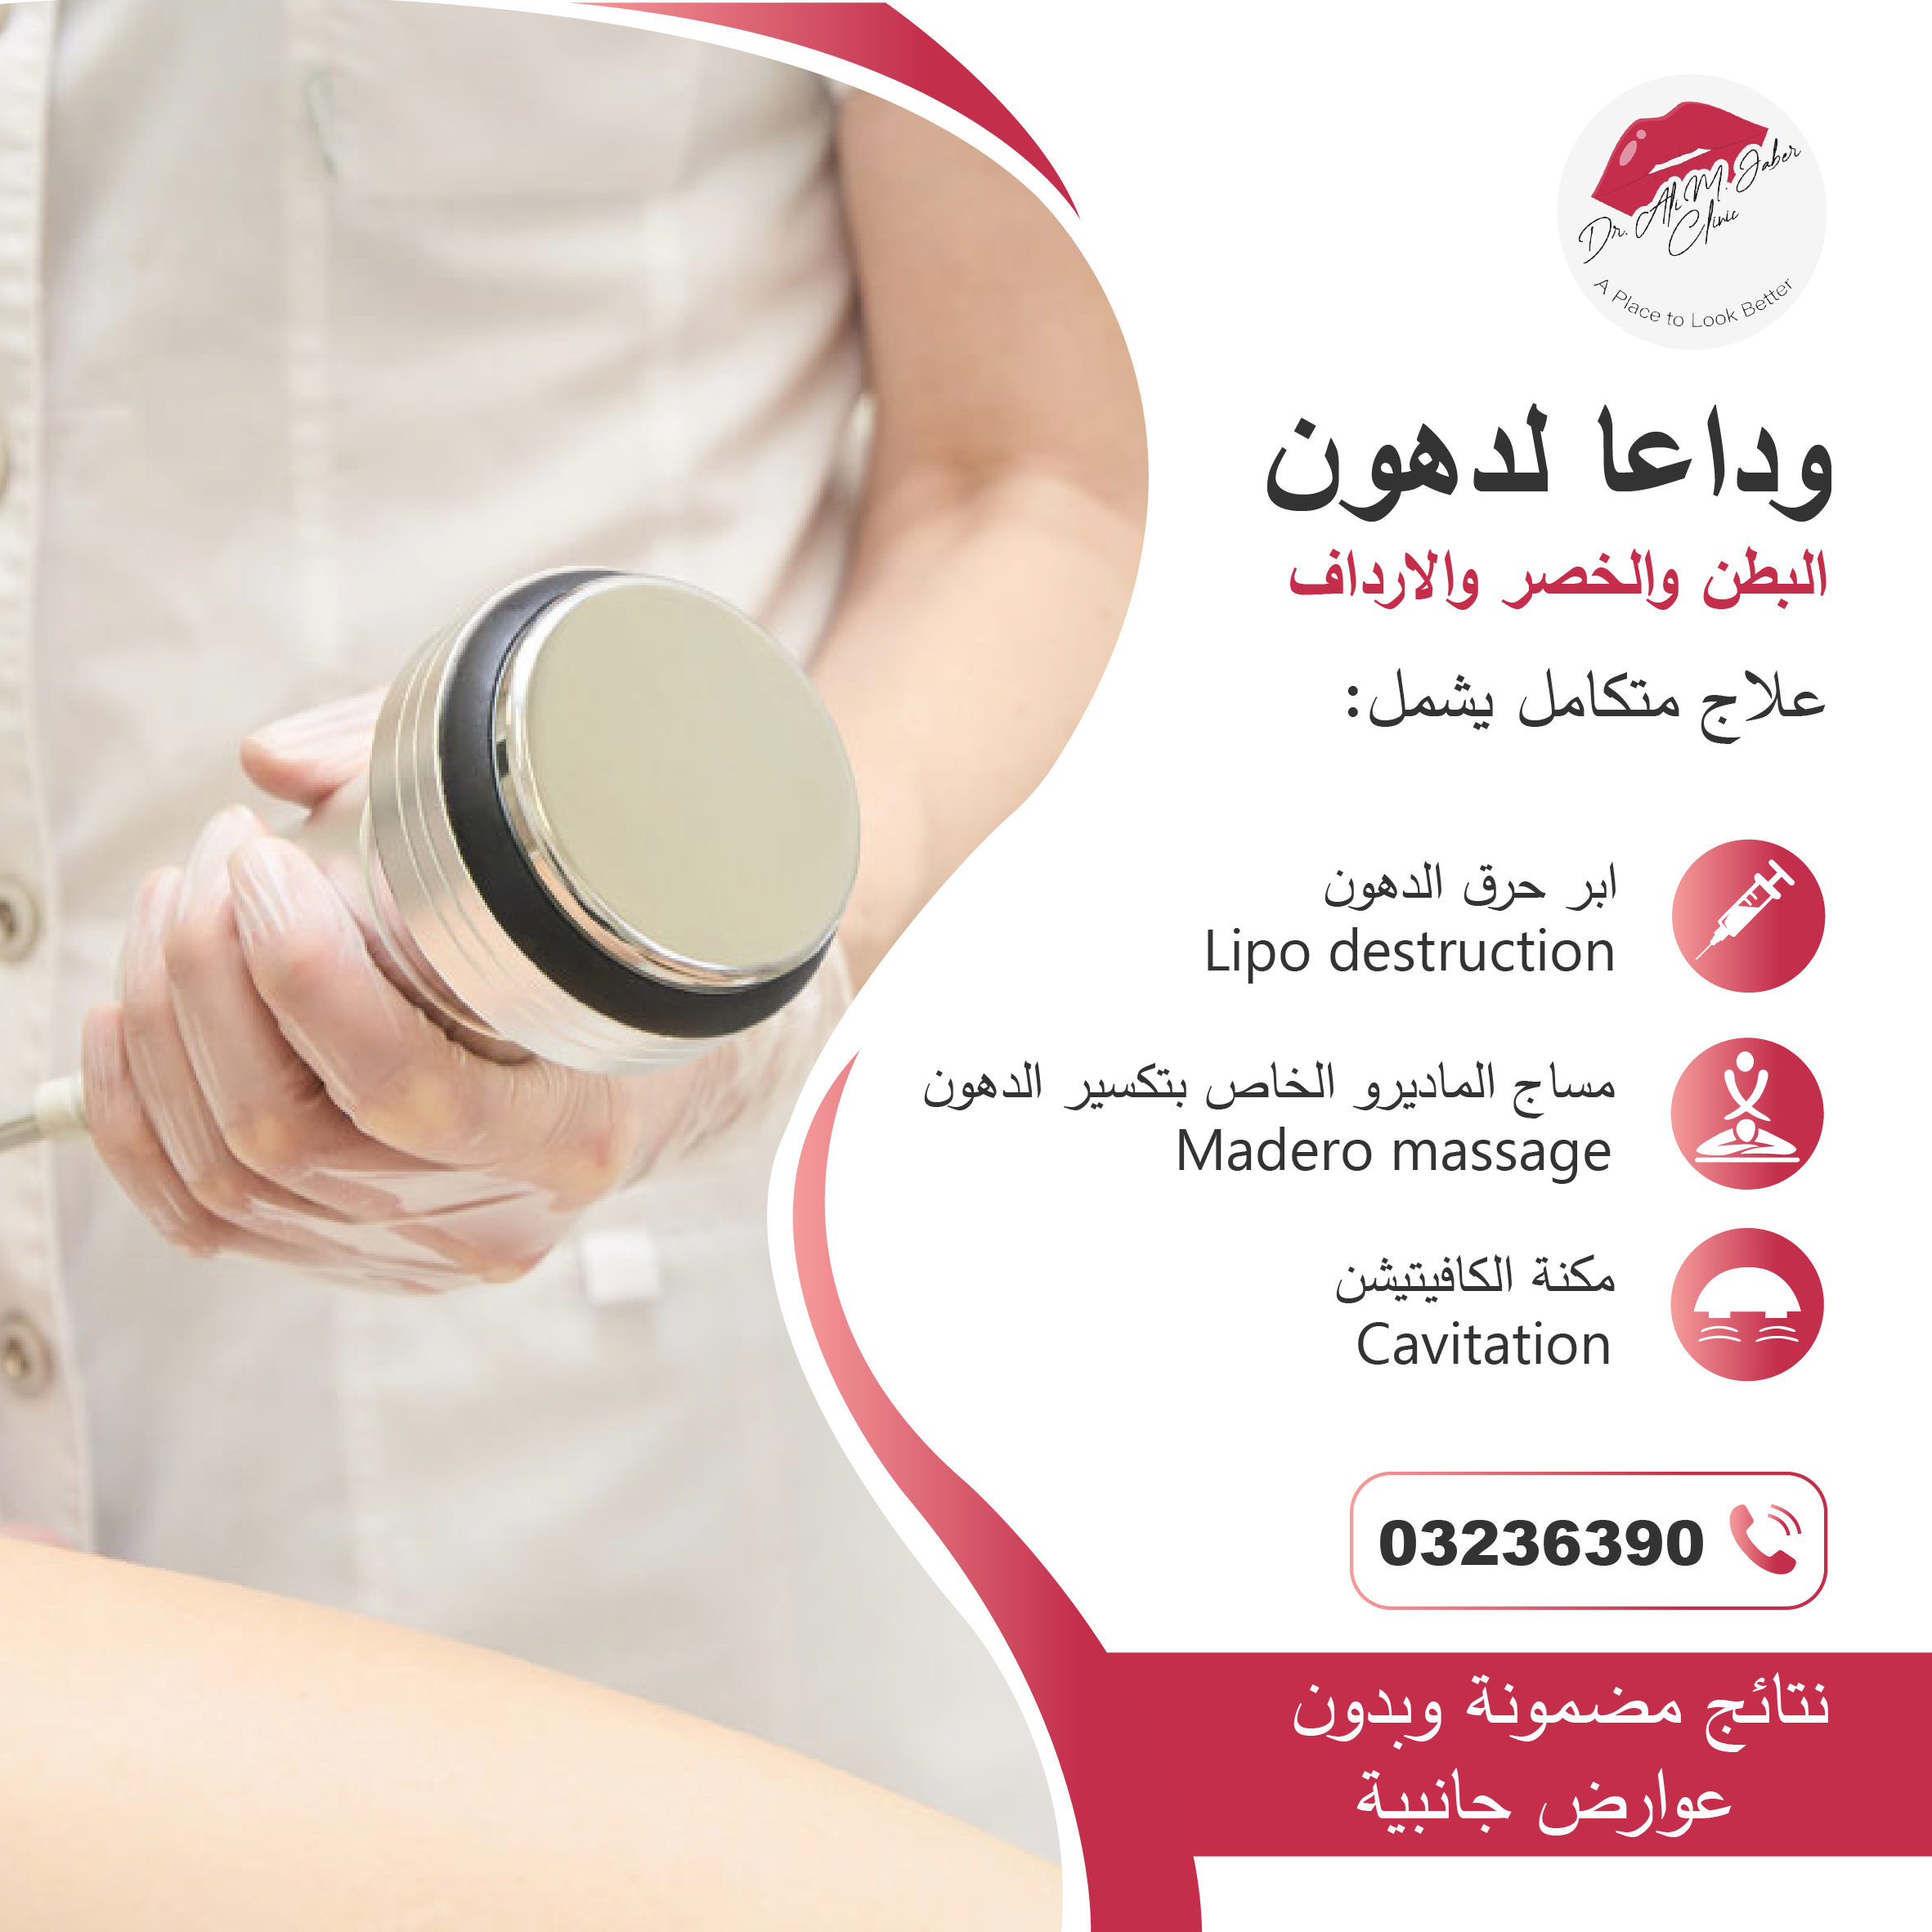 Dr. Ali M. Jaber
Clinic
A Place to Look Better
وداعا لدهون
البطن والخصر والارداف
علاج متكامل يشمل:
ابر حرق الدهون
Lipo destruction
مساج الماديرو الخاص بتكسير الدهون
Madero massage
مكنة الكافيتيشن
Cavitation
03236390
نتائج مضمونة وبدون
عوارض جانبية